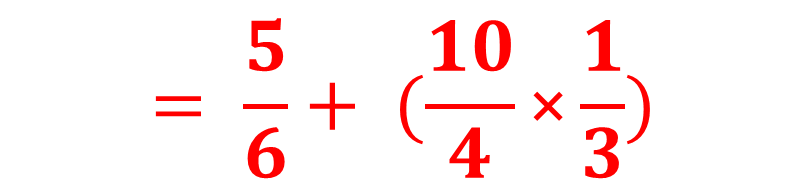 = 5/6 + (10/4 × 1/3)